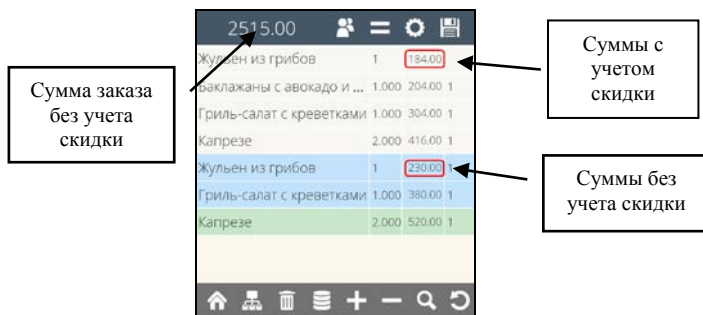 2515.00
Жульен из грибов 1 184.00
Баклажаны с авокадо и ... 1.000 204.00 1
Гриль-салат с креветками 1.000 304.00 1
Капрезе 2.000 416.00 1
Жульен из грибов 1 230.00 1
Гриль-салат с креветками 1.000 380.00 1
Капрезе 2.000 520.00 1
Сумма заказа
без учета
скидки
Суммы с
учетом
скидки
Суммы без
учета скидки